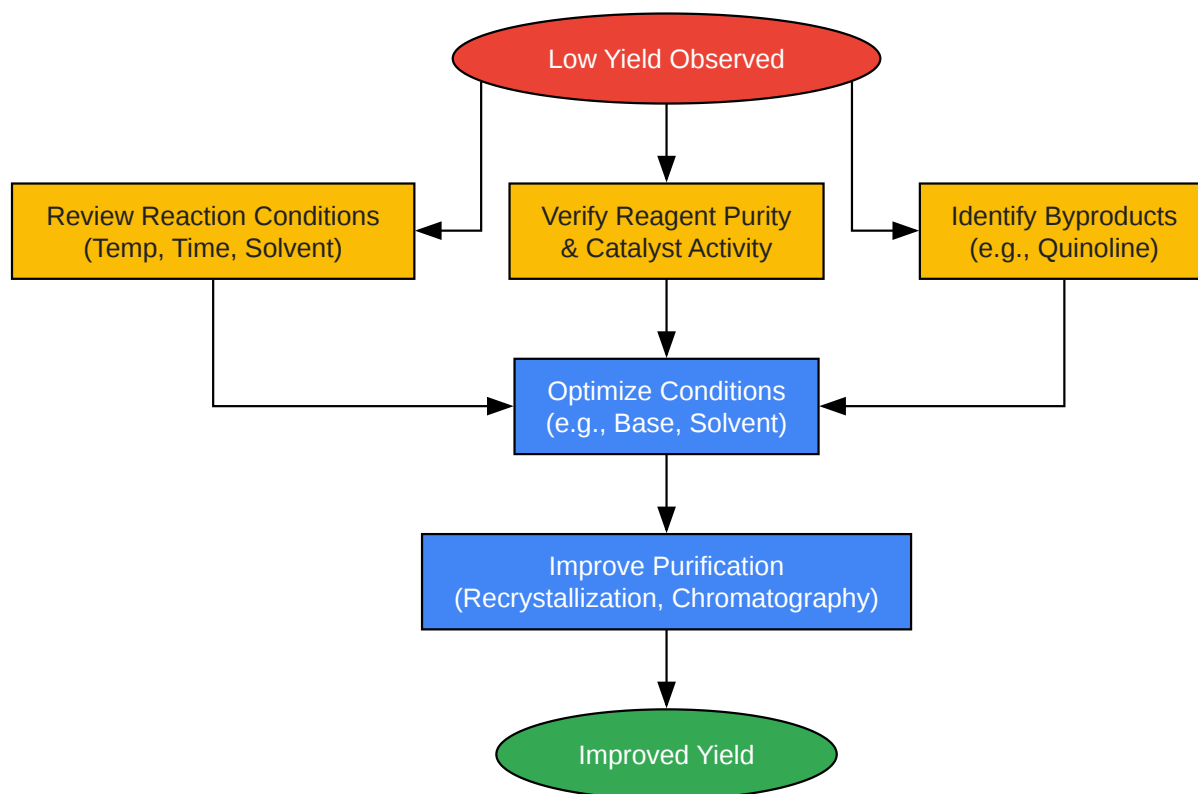 Low Yield Observed
Review Reaction Conditions
(Temp, Time, Solvent)
Verify Reagent Purity
& Catalyst Activity
Identify Byproducts
(e.g., Quinoline)
Optimize Conditions
(e.g., Base, Solvent)
Improve Purification
(Recrystallization, Chromatography)
Improved Yield